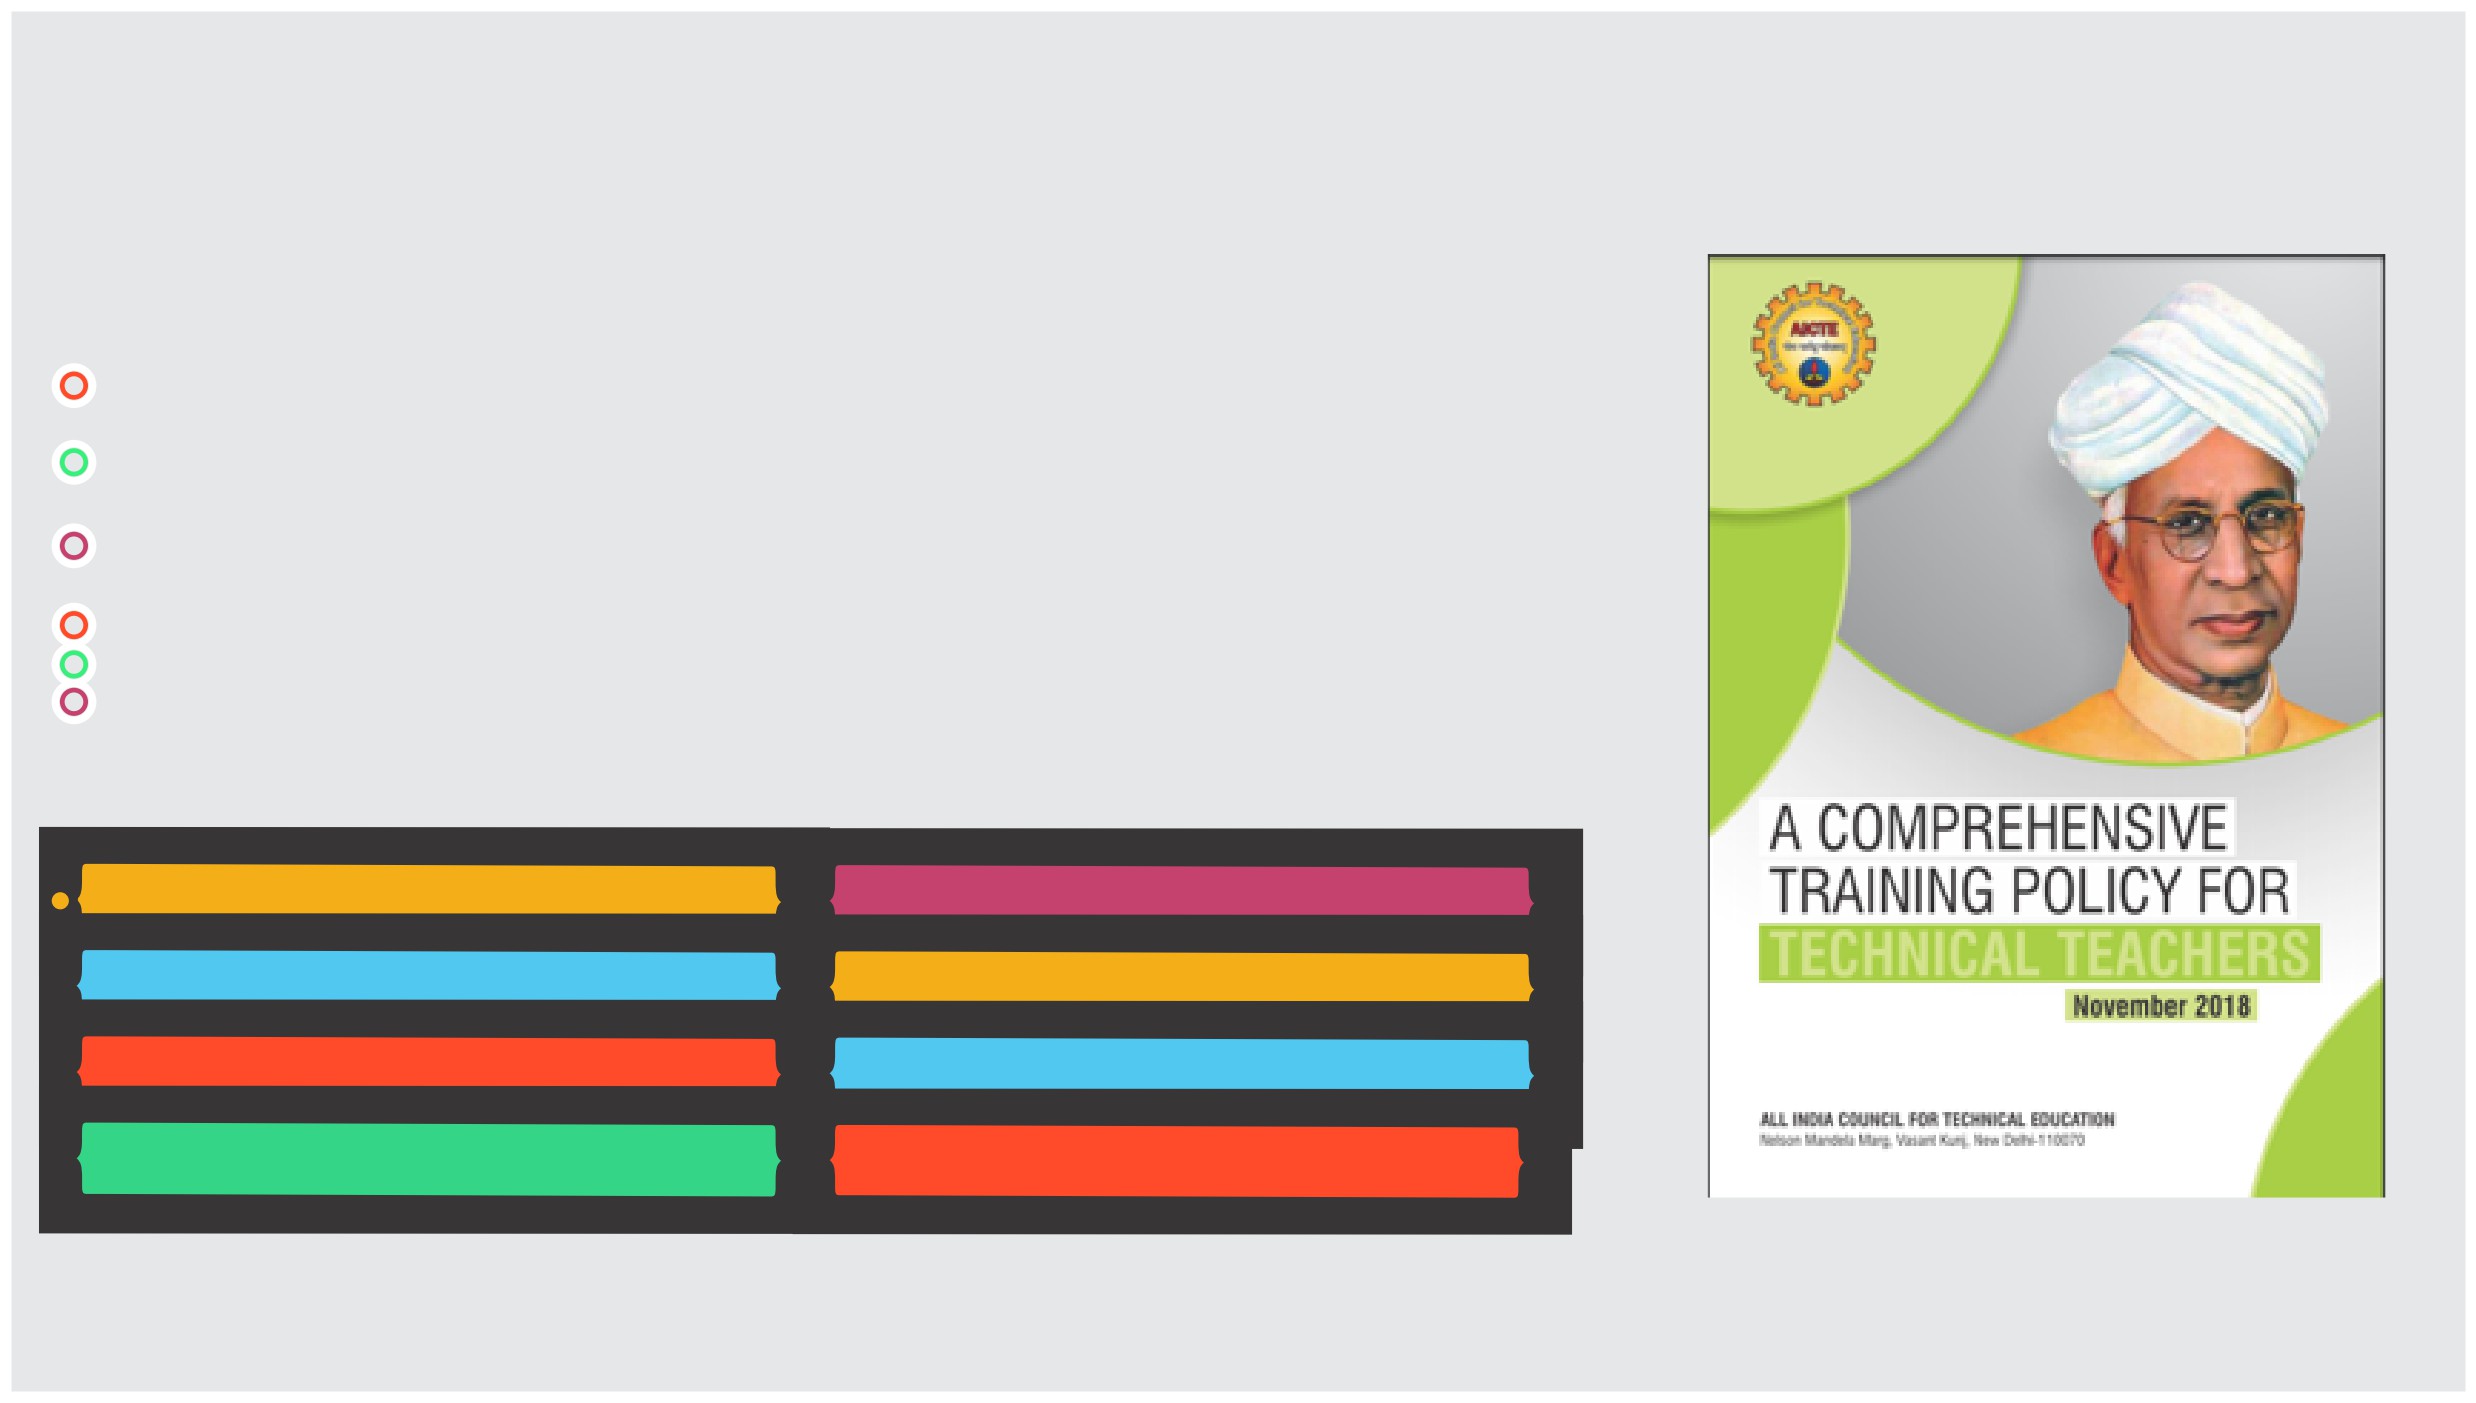 AICTE
A COMPREHENSIVE
TRAINING POLICY FOR
TECHNICAL TEACHERS
November 2018
ALL INDIA COUNCIL FOR TECHNICAL EDUCATION
Nelson Mandela Marg, Vasant Kunj, New Delhi-110070